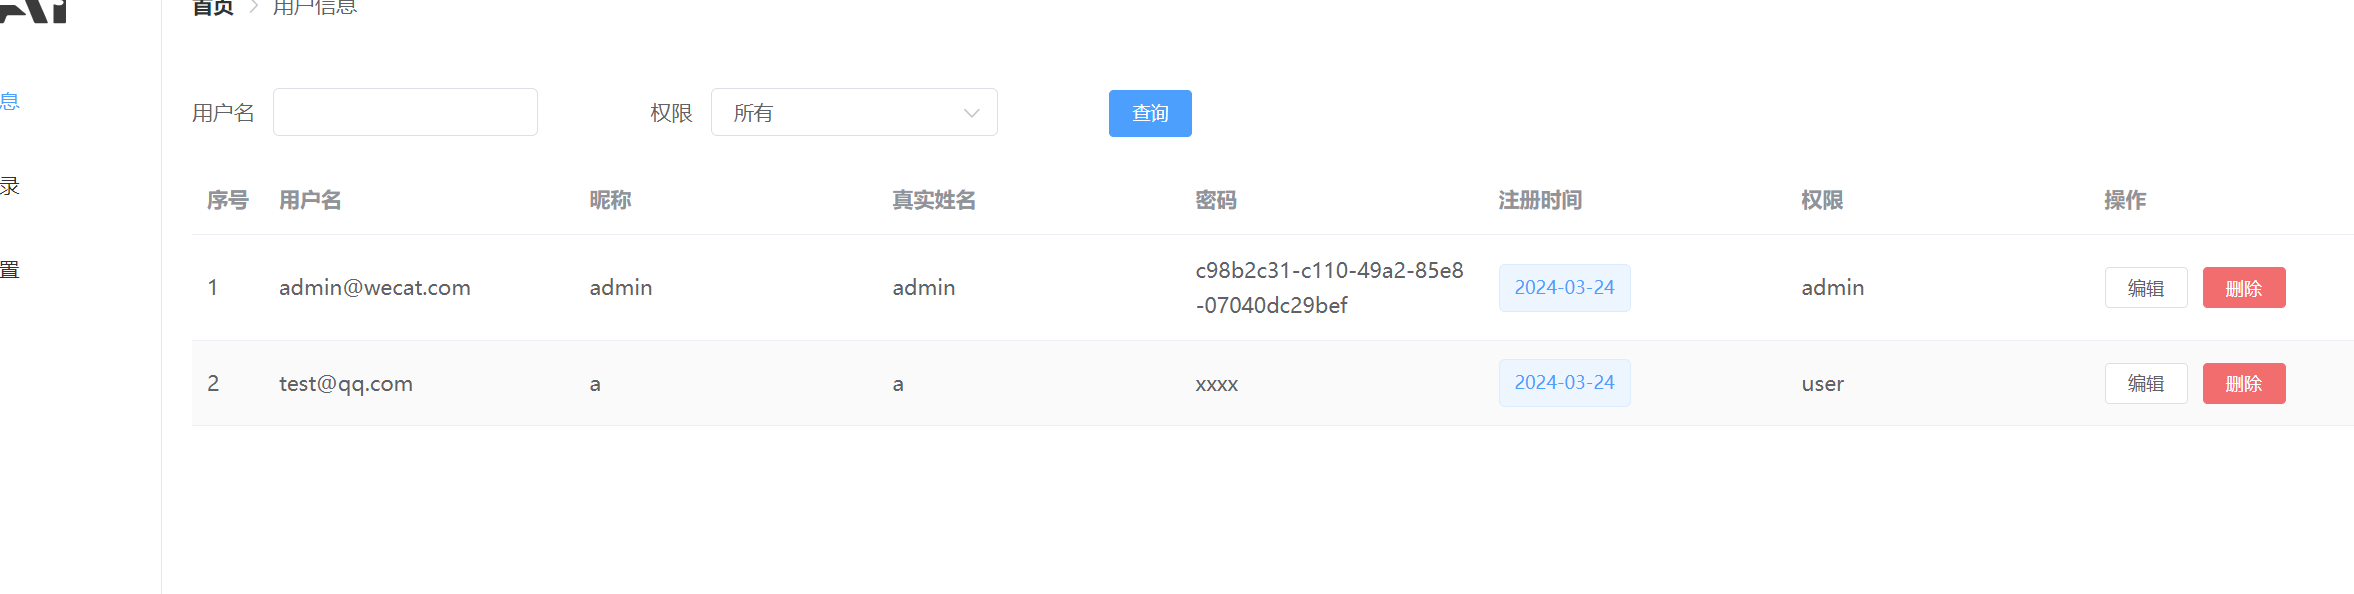 首页 > 用户信息
息
录
置
用户名 权限 所有 查询
序号 用户名 昵称 真实姓名 密码 注册时间 权限 操作
1 admin@wecat.com admin admin c98b2c31-c110-49a2-85e8 2024-03-24 admin 编辑 删除
-07040dc29bef
2 test@qq.com a a xxxx 2024-03-24 user 编辑 删除